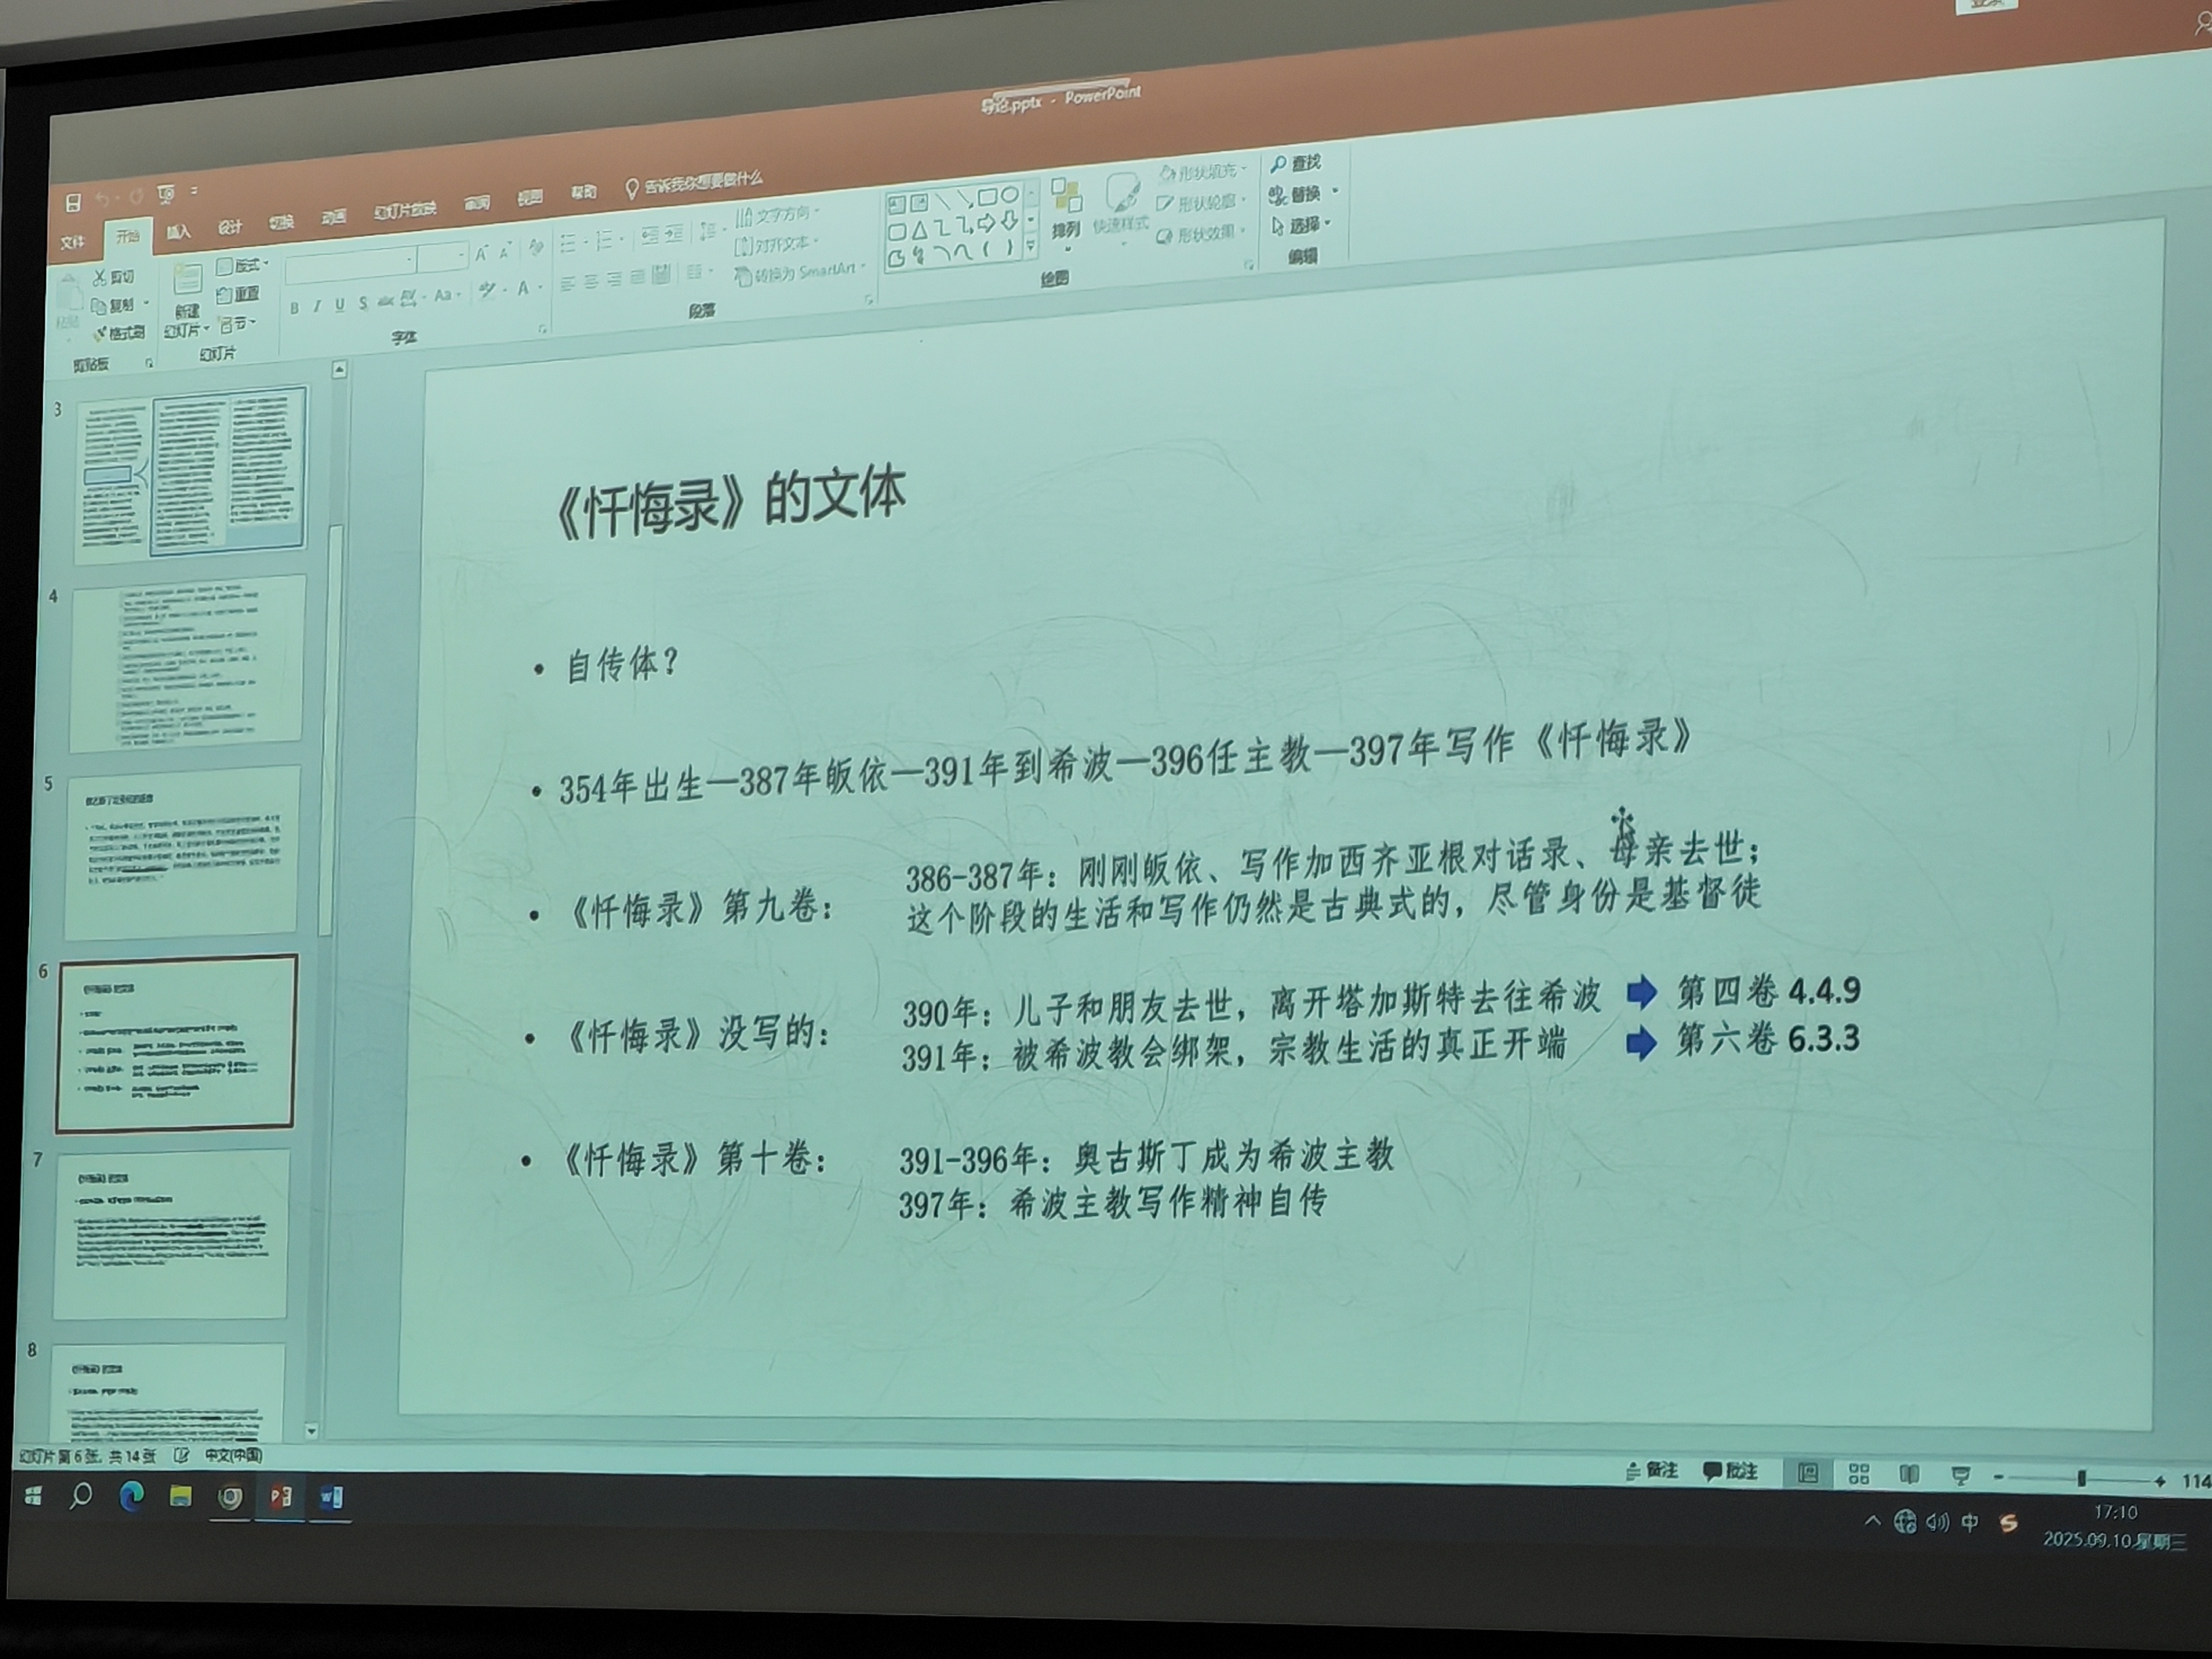 登录
导论.pptx - PowerPoint
文件 开始 插入 设计 切换 动画 幻灯片放映 审阅 视图 帮助 告诉我你想要做什么
粘贴
剪切
复制
格式刷
剪贴板
新建
幻灯片
版式
重置
节
幻灯片
B I U S abc AV Aa A
字体
文字方向
对齐文本
转换为 SmartArt
段落
排列
快速样式
形状填充
形状轮廓
形状效果
绘图
查找
替换
选择
编辑
3
4
5
6
7
8
《忏悔录》的文体
• 自传体？
• 354年出生—387年皈依—391年到希波—396任主教—397年写作《忏悔录》
• 《忏悔录》第九卷：
386-387年：刚刚皈依、写作加西齐亚根对话录、母亲去世；
这个阶段的生活和写作仍然是古典式的，尽管身份是基督徒
• 《忏悔录》没写的：
390年：儿子和朋友去世，离开塔加斯特去往希波 ➡ 第四卷 4.4.9
391年：被希波教会绑架，宗教生活的真正开端 ➡ 第六卷 6.3.3
• 《忏悔录》第十卷：
391-396年：奥古斯丁成为希波主教
397年：希波主教写作精神自传
幻灯片 第 6 张，共 14 张 中文(中国)
备注 批注
114
中
17:10
2025.09.10 星期三